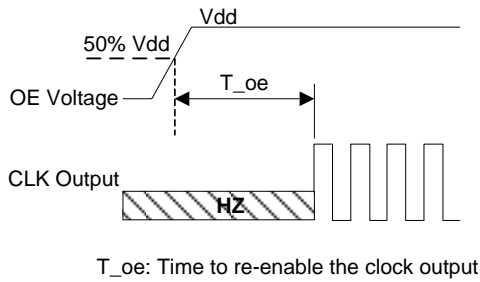 Vdd
50% Vdd
T_oe
OE Voltage
CLK Output
HZ
T_oe: Time to re-enable the clock output